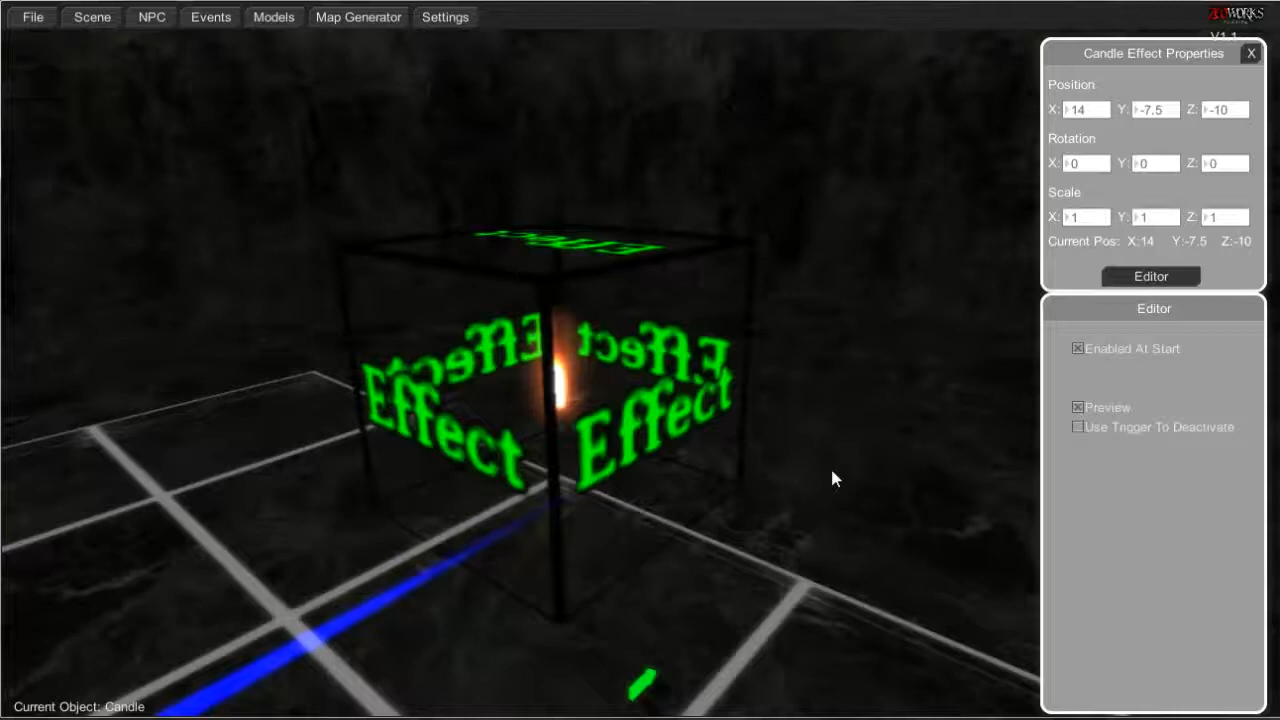 File Scene NPC Events Models Map Generator Settings
V1.1
Candle Effect Properties X
Position
X: 14 Y: -7.5 Z: -10
Rotation
X: 0 Y: 0 Z: 0
Scale
X: 1 Y: 1 Z: 1
Current Pos: X:14 Y:-7.5 Z:-10
Editor
Editor
Enabled At Start
Preview
Use Trigger To Deactivate
Effect
Effect
Effect
Effect
Effect
Current Object: Candle